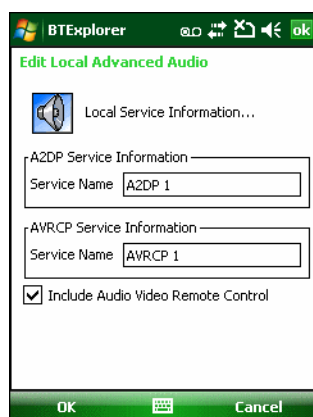 BTExplorer ok
Edit Local Advanced Audio
Local Service Information...
A2DP Service Information
Service Name A2DP 1
AVRCP Service Information
Service Name AVRCP 1
Include Audio Video Remote Control
OK Cancel